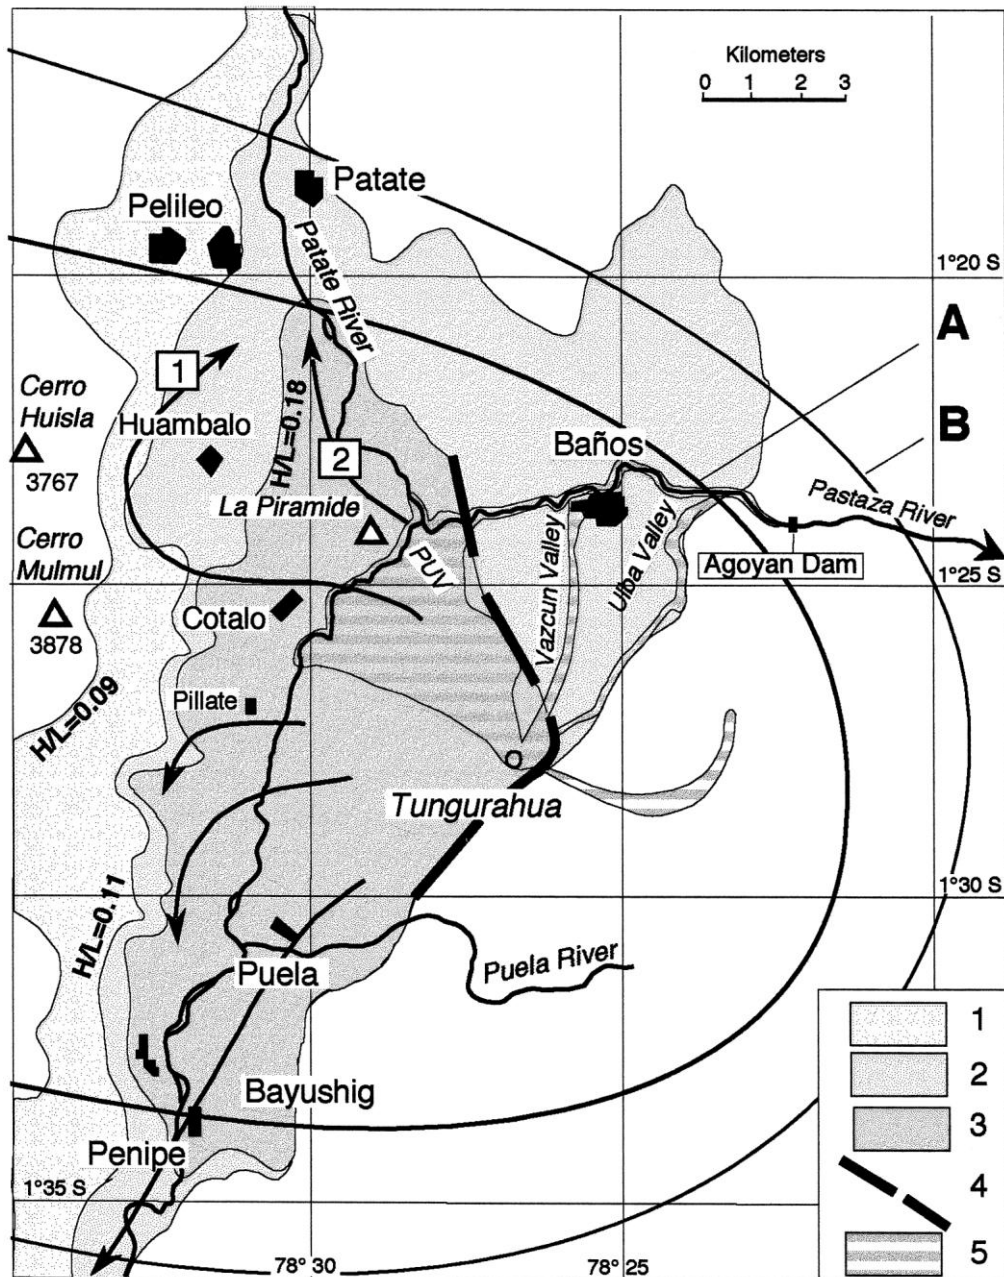 Kilometers
0 1 2 3
Patate
Pelileo
Patate River
1°20 S
A
1
Cerro
Huisla
3767
Huambalo
H/L=0.18
B
2
Baños
La Piramide
Pastaza River
Cerro
Mulmul
3878
PUV
Vazcun Valley
Ulba Valley
Agoyan Dam
1°25 S
Cotalo
Pillate
H/L=0.09
Tungurahua
1°30 S
H/L=0.11
Puela
Puela River
Bayushig
Penipe
1
2
3
4
5
1°35 S
78° 30
78° 25